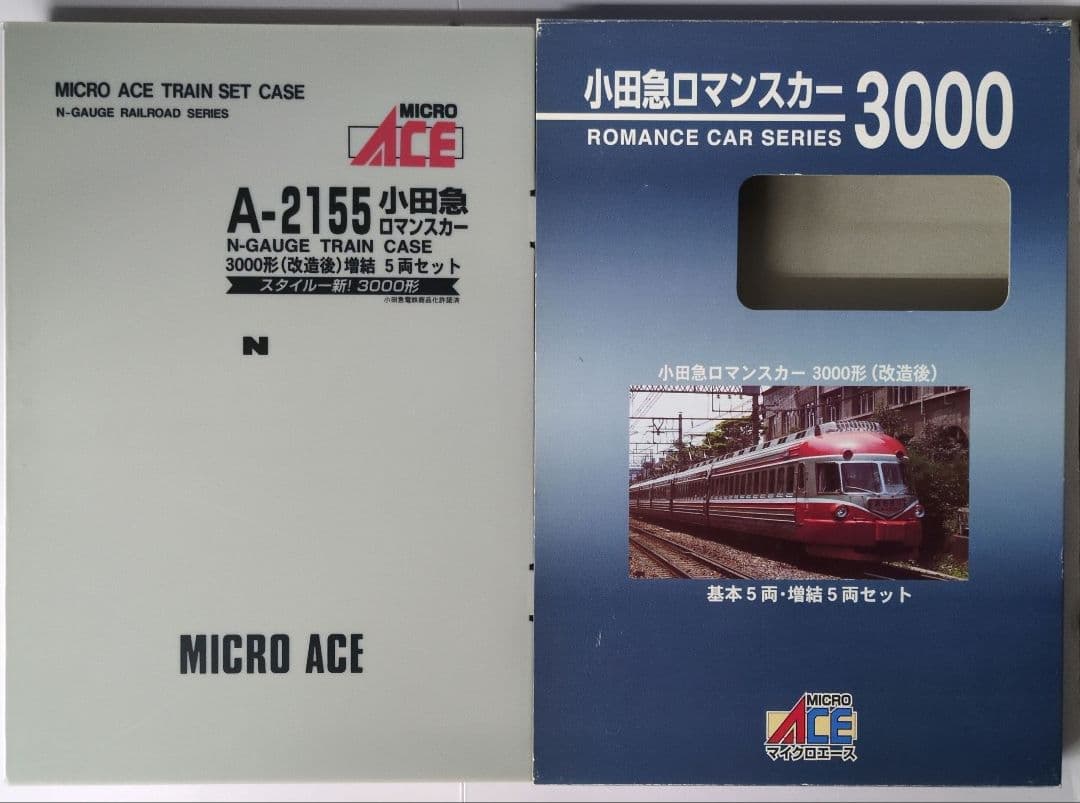 MICRO ACE TRAIN SET CASE
N-GAUGE RAILROAD SERIES
MICRO
ACE
A-2155 小田急
ロマンスカー
N-GAUGE TRAIN CASE
3000形(改造後)増結 5両セット
スタイル一新! 3000形
小田急電鉄商品化許諾済
N
MICRO ACE
小田急ロマンスカー 3000
ROMANCE CAR SERIES
小田急ロマンスカー 3000形(改造後)
基本5両・増結5両セット
MICRO
ACE
マイクロエース